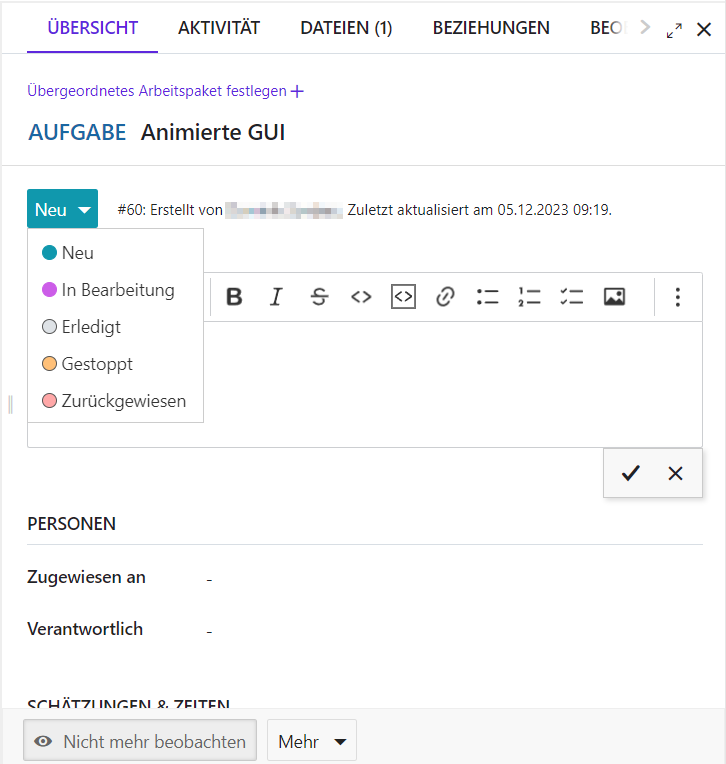 ÜBERSICHT AKTIVITÄT DATEIEN (1) BEZIEHUNGEN BEO
Übergeordnetes Arbeitspaket festlegen +
AUFGABE Animierte GUI
Neu #60: Erstellt von Zuletzt aktualisiert am 05.12.2023 09:19.
Neu
In Bearbeitung
Erledigt
Gestoppt
Zurückgewiesen
PERSONEN
Zugewiesen an -
Verantwortlich -
SCHÄTZUNGEN & ZEITEN
Nicht mehr beobachten Mehr